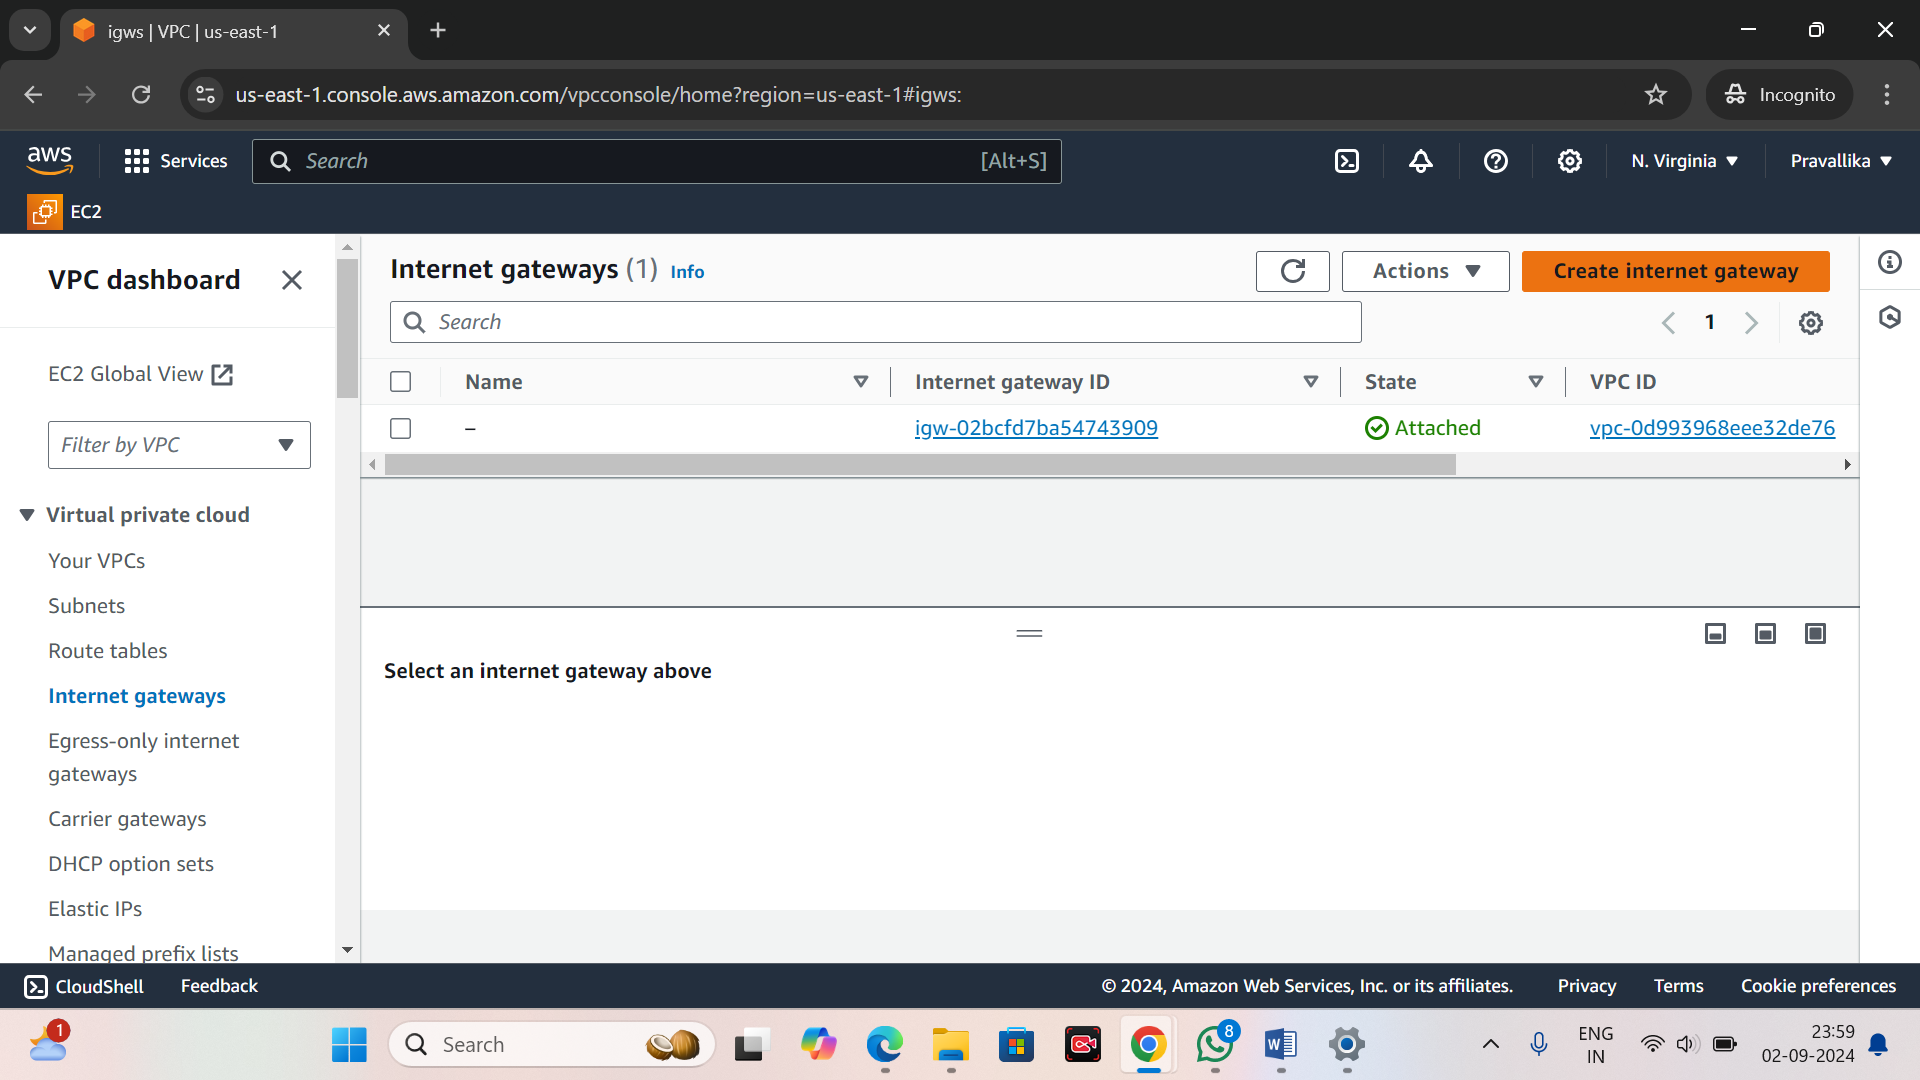 igws | VPC | us-east-1
us-east-1.console.aws.amazon.com/vpcconsole/home?region=us-east-1#igws:
Incognito
aws
Services
Search
[Alt+S]
N. Virginia
Pravallika
EC2
VPC dashboard
EC2 Global View
Filter by VPC
Virtual private cloud
Your VPCs
Subnets
Route tables
Internet gateways
Egress-only internet
gateways
Carrier gateways
DHCP option sets
Elastic IPs
Managed prefix lists
Internet gateways (1) Info
Actions
Create internet gateway
Search
1
Name
Internet gateway ID
State
VPC ID
–
igw-02bcfd7ba54743909
Attached
vpc-0d993968eee32de76
Select an internet gateway above
CloudShell
Feedback
© 2024, Amazon Web Services, Inc. or its affiliates.
Privacy
Terms
Cookie preferences
1
Search
8
W
ENG
IN
23:59
02-09-2024